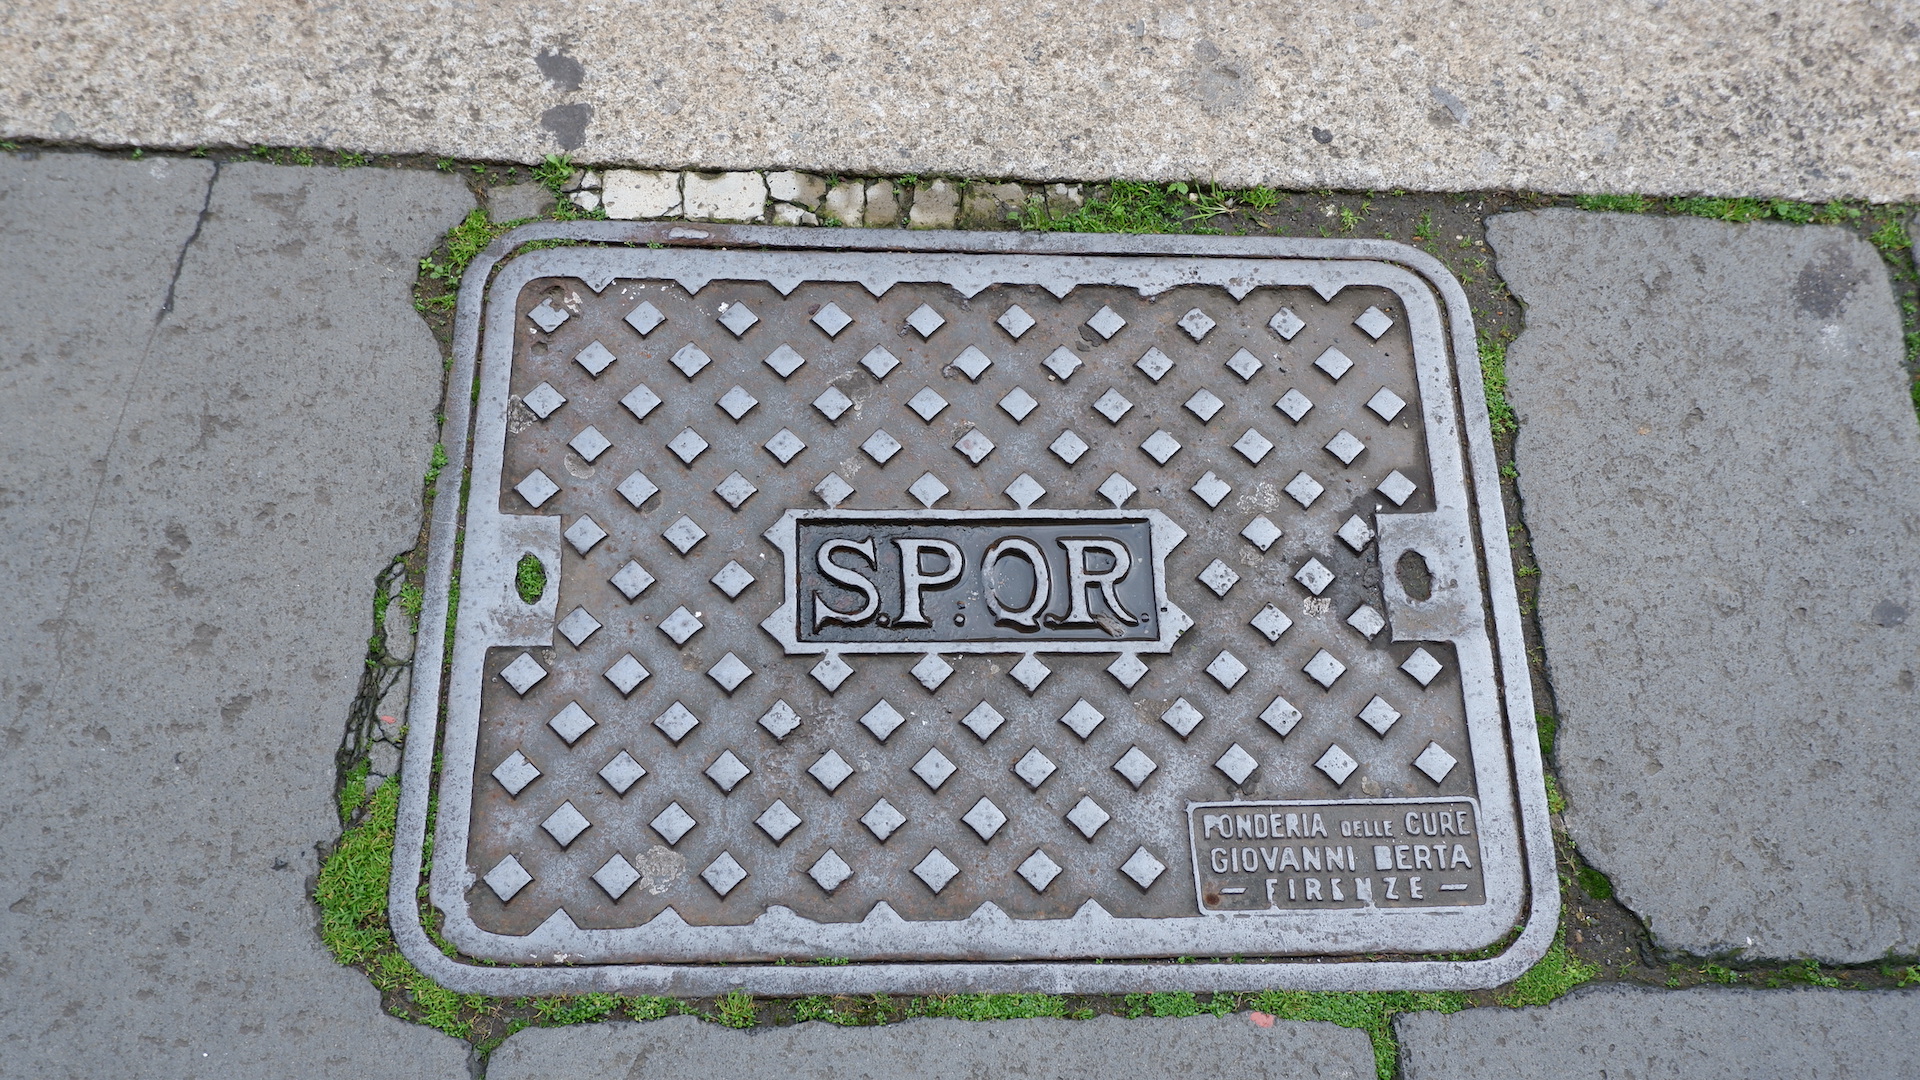 S.P.Q.R.
FONDERIA DELLE CURE
GIOVANNI BERTA
— FIRENZE —